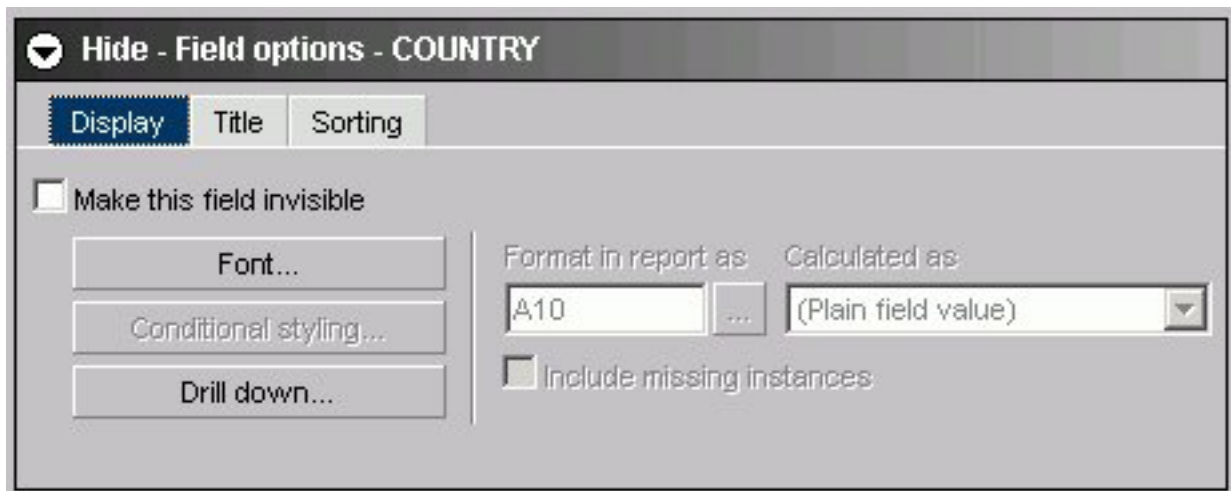 Hide - Field options - COUNTRY
Display Title Sorting
Make this field invisible
Font...
Conditional styling...
Drill down...
Format in report as Calculated as
A10 ... (Plain field value)
Include missing instances